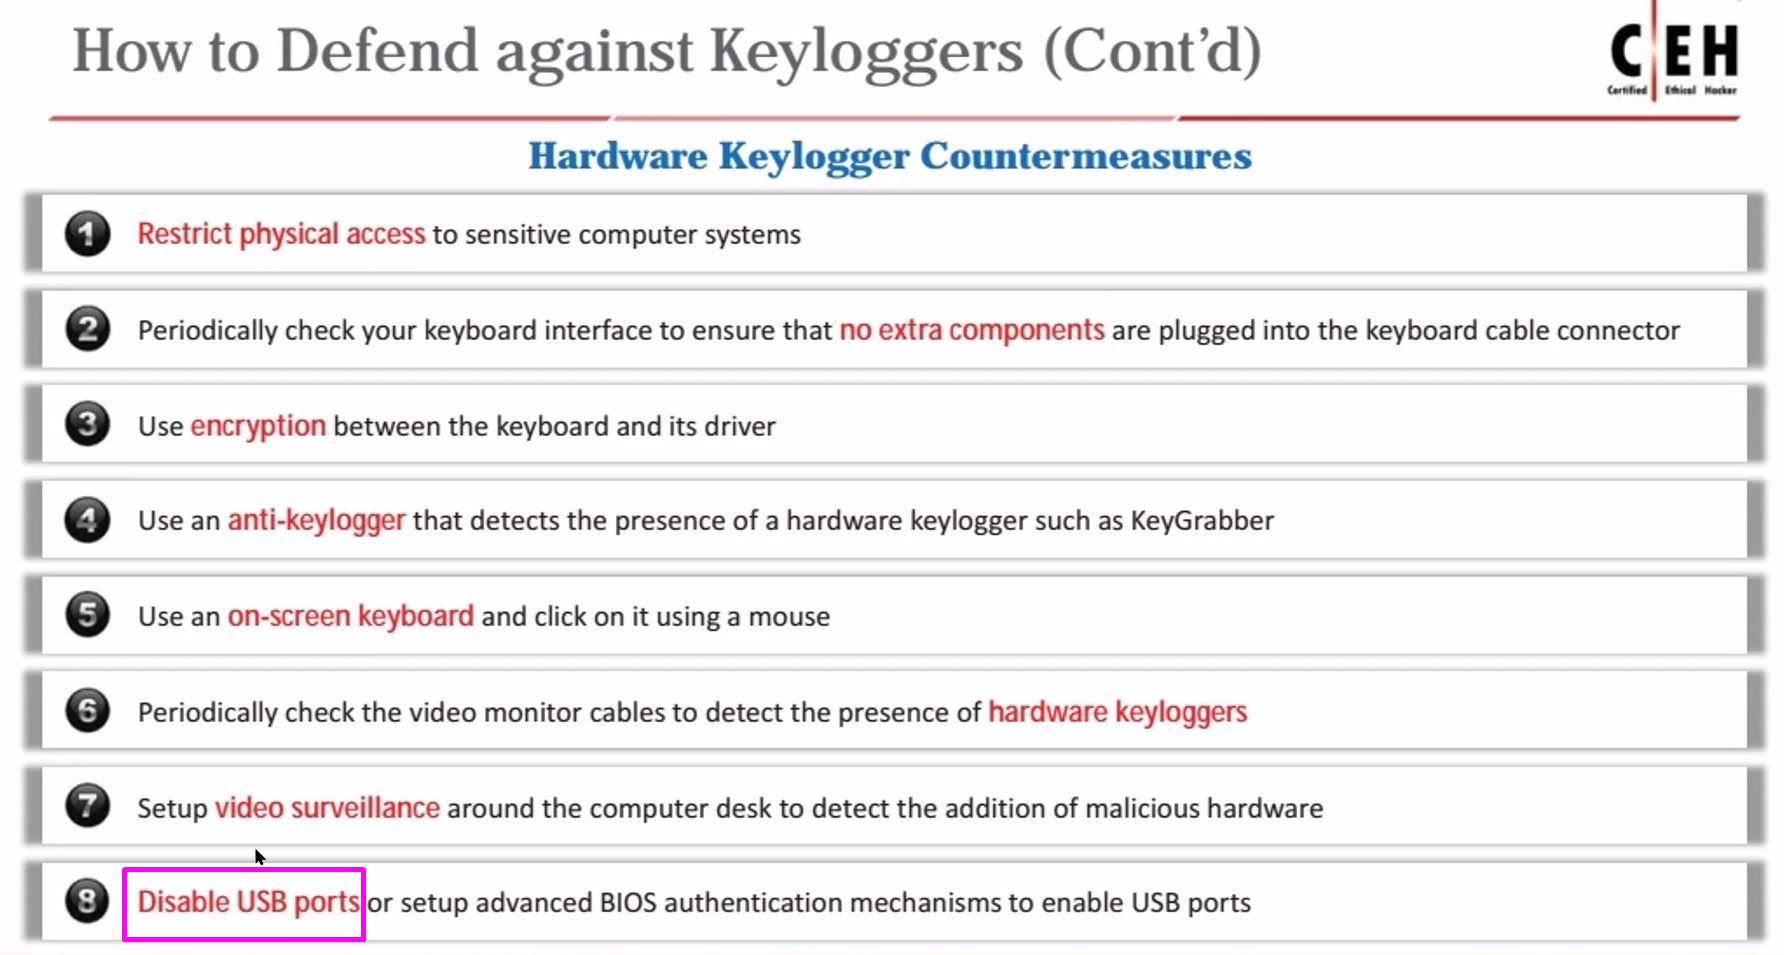 How to Defend against Keyloggers (Cont’d)
C EH
Certified Ethical Hacker
Hardware Keylogger Countermeasures
1 Restrict physical access to sensitive computer systems
2 Periodically check your keyboard interface to ensure that no extra components are plugged into the keyboard cable connector
3 Use encryption between the keyboard and its driver
4 Use an anti-keylogger that detects the presence of a hardware keylogger such as KeyGrabber
5 Use an on-screen keyboard and click on it using a mouse
6 Periodically check the video monitor cables to detect the presence of hardware keyloggers
7 Setup video surveillance around the computer desk to detect the addition of malicious hardware
8 Disable USB ports or setup advanced BIOS authentication mechanisms to enable USB ports